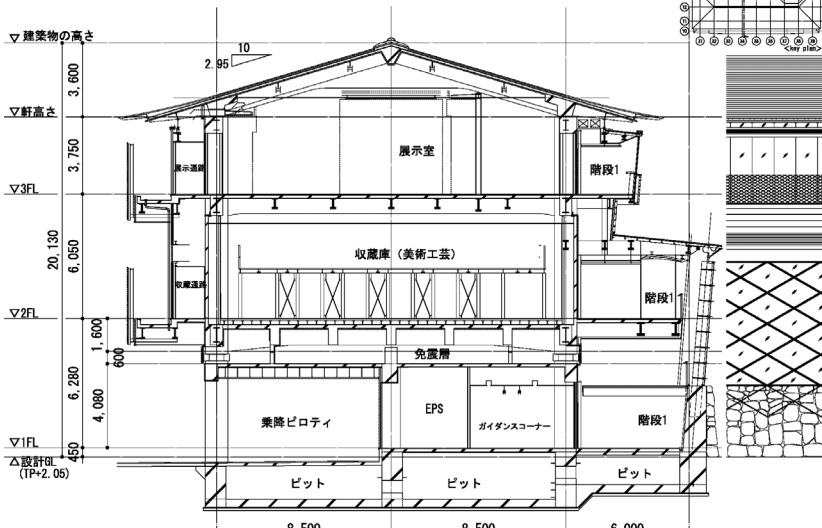 ▽建築物の高さ
10
2.95
3,600
▽軒高さ
3,750
展示通路
展示室
階段1
▽3FL
20,130
6,050
収蔵庫（美術工芸）
収蔵通路
階段1
▽2FL
1,600
600
免震層
6,280
4,080
乗降ピロティ
EPS
ガイダンスコーナー
階段1
▽1FL
450
△設計GL
(TP+2.05)
ピット
ピット
ピット
8,500
8,500
6,000
<key plan>